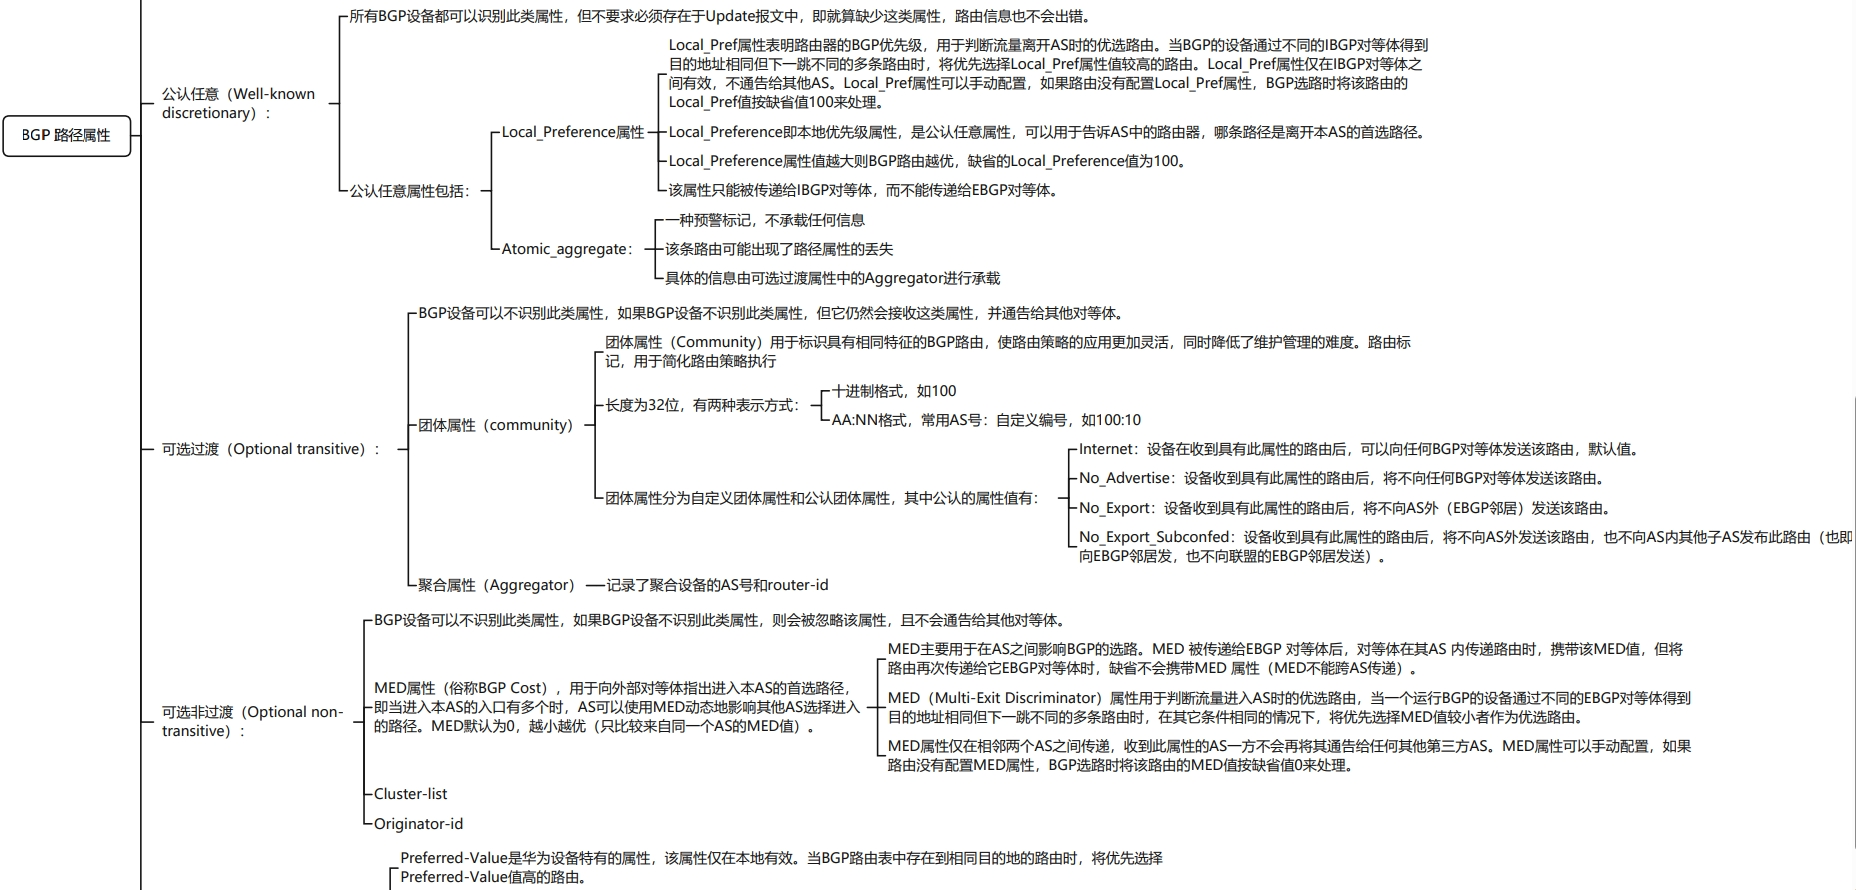 BGP 路径属性
公认任意（Well-known
discretionary）：
所有BGP设备都可以识别此类属性，但不要求必须存在于Update报文中，即就算缺少这类属性，路由信息也不会出错。
公认任意属性包括：
Local_Preference属性
Local_Pref属性表明路由器的BGP优先级，用于判断流量离开AS时的优选路由。当BGP的设备通过不同的IBGP对等体得到
目的地址相同但下一跳不同的多条路由时，将优先选择Local_Pref属性值较高的路由。Local_Pref属性仅在IBGP对等体之
间有效，不通告给其他AS。Local_Pref属性可以手动配置，如果路由没有配置Local_Pref属性，BGP选路时将该路由的
Local_Pref值按缺省值100来处理。
Local_Preference即本地优先级属性，是公认任意属性，可以用于告诉AS中的路由器，哪条路径是离开本AS的首选路径。
Local_Preference属性值越大则BGP路由越优，缺省的Local_Preference值为100。
该属性只能被传递给IBGP对等体，而不能传递给EBGP对等体。
Atomic_aggregate：
一种预警标记，不承载任何信息
该条路由可能出现了路径属性的丢失
具体的信息由可选过渡属性中的Aggregator进行承载
可选过渡（Optional transitive）：
BGP设备可以不识别此类属性，如果BGP设备不识别此类属性，但它仍然会接收这类属性，并通告给其他对等体。
团体属性（community）
团体属性（Community）用于标识具有相同特征的BGP路由，使路由策略的应用更加灵活，同时降低了维护管理的难度。路由标
记，用于简化路由策略执行
长度为32位，有两种表示方式：
十进制格式，如100
AA:NN格式，常用AS号：自定义编号，如100:10
团体属性分为自定义团体属性和公认团体属性，其中公认的属性值有：
Internet：设备在收到具有此属性的路由后，可以向任何BGP对等体发送该路由，默认值。
No_Advertise：设备收到具有此属性的路由后，将不向任何BGP对等体发送该路由。
No_Export：设备收到具有此属性的路由后，将不向AS外（EBGP邻居）发送该路由。
No_Export_Subconfed：设备收到具有此属性的路由后，将不向AS外发送该路由，也不向AS内其他子AS发布此路由（也即
向EBGP邻居发，也不向联盟的EBGP邻居发送）。
聚合属性（Aggregator）
记录了聚合设备的AS号和router-id
可选非过渡（Optional non-
transitive）：
BGP设备可以不识别此类属性，如果BGP设备不识别此类属性，则会被忽略该属性，且不会通告给其他对等体。
MED属性（俗称BGP Cost），用于向外部对等体指出进入本AS的首选路径，
即当进入本AS的入口有多个时，AS可以使用MED动态地影响其他AS选择进入
的路径。MED默认为0，越小越优（只比较来自同一个AS的MED值）。
MED主要用于在AS之间影响BGP的选路。MED 被传递给EBGP 对等体后，对等体在其AS 内传递路由时，携带该MED值，但将
路由再次传递给它EBGP对等体时，缺省不会携带MED 属性（MED不能跨AS传递）。
MED（Multi-Exit Discriminator）属性用于判断流量进入AS时的优选路由，当一个运行BGP的设备通过不同的EBGP对等体得到
目的地址相同但下一跳不同的多条路由时，在其它条件相同的情况下，将优先选择MED值较小者作为优选路由。
MED属性仅在相邻两个AS之间传递，收到此属性的AS一方不会再将其通告给任何其他第三方AS。MED属性可以手动配置，如果
路由没有配置MED属性，BGP选路时将该路由的MED值按缺省值0来处理。
Cluster-list
Originator-id
Preferred-Value是华为设备特有的属性，该属性仅在本地有效。当BGP路由表中存在到相同目的地的路由时，将优先选择
Preferred-Value值高的路由。